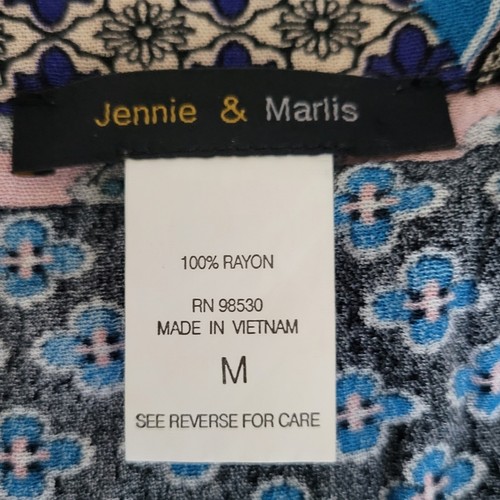 Jennie & Marlis
100% RAYON
RN 98530
MADE IN VIETNAM
M
SEE REVERSE FOR CARE